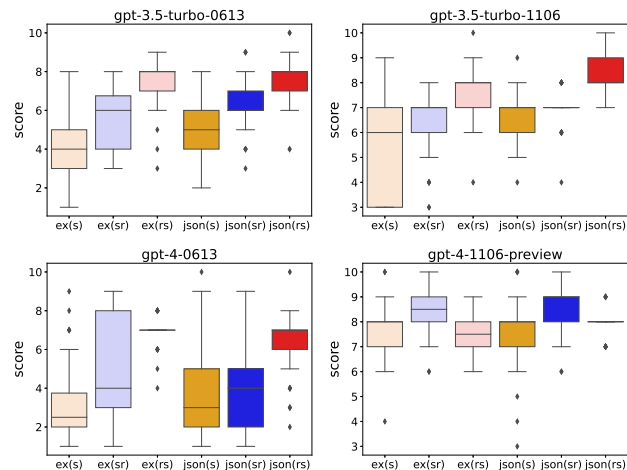 gpt-3.5-turbo-0613
score
10
8
6
4
2
ex(s) ex(sr) ex(rs) json(s) json(sr) json(rs)
gpt-3.5-turbo-1106
score
10
9
8
7
6
5
4
3
ex(s) ex(sr) ex(rs) json(s) json(sr) json(rs)
gpt-4-0613
score
10
8
6
4
2
ex(s) ex(sr) ex(rs) json(s) json(sr) json(rs)
gpt-4-1106-preview
score
10
9
8
7
6
5
4
3
ex(s) ex(sr) ex(rs) json(s) json(sr) json(rs)